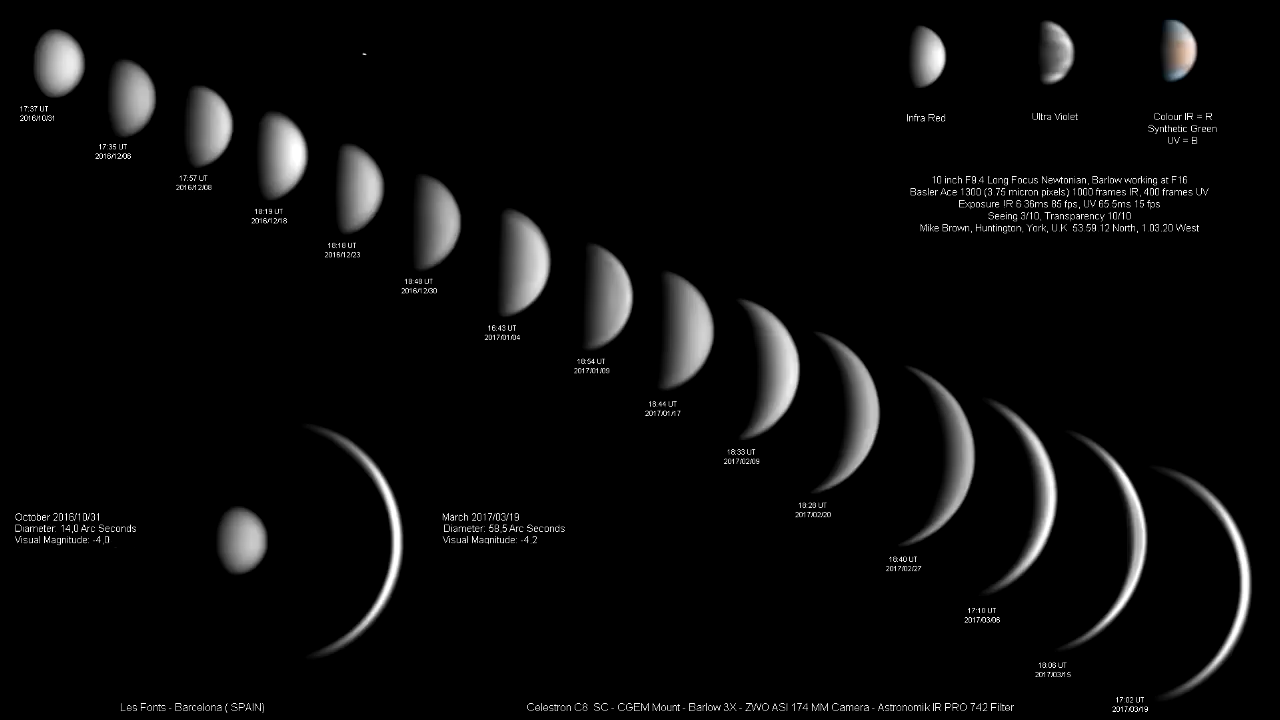 Infra Red
Ultra Violet
Colour IR = R
Synthetic Green
UV = B
10 inch F9.4 Long Focus Newtonian, Barlow working at F16
Basler Ace 1300 (3.75 micron pixels) 1000 frames IR, 400 frames UV
Exposure IR 6.36ms 85 fps, UV 65.5ms 15 fps
Seeing 3/10, Transparency 10/10
Mike Brown, Huntington, York, U.K. 53.59.12 North, 1.03.20 West
17:37 UT
2016/10/31
17:35 UT
2016/12/06
17:57 UT
2016/12/08
18:19 UT
2016/12/18
18:18 UT
2016/12/23
18:48 UT
2016/12/30
16:43 UT
2017/01/04
18:54 UT
2017/01/09
18:44 UT
2017/01/17
18:33 UT
2017/02/09
18:28 UT
2017/02/20
18:40 UT
2017/02/27
17:10 UT
2017/03/08
18:06 UT
2017/03/15
17:02 UT
2017/03/19
October 2016/10/31
Diameter: 14,0 Arc Seconds
Visual Magnitude: -4,0
March 2017/03/19
Diameter: 58,5 Arc Seconds
Visual Magnitude: -4.2
Les Fonts - Barcelona ( SPAIN)
Celestron C8 SC - CGEM Mount - Barlow 3X - ZWO ASI 174 MM Camera - Astronomik IR PRO 742 Filter